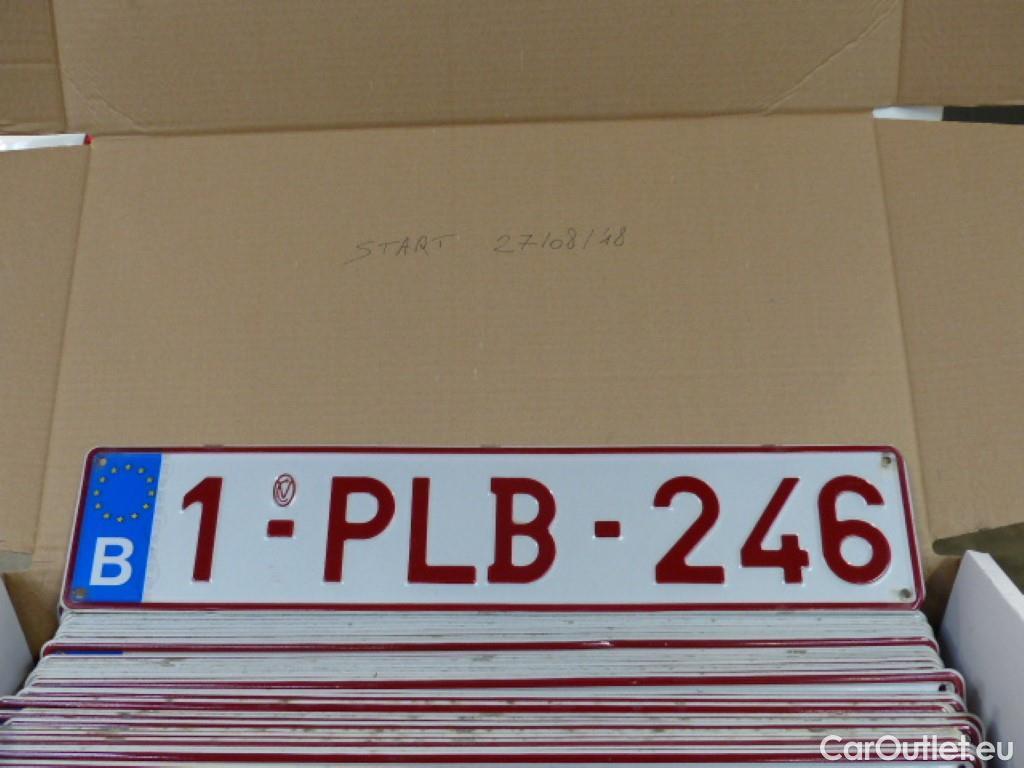 START 27/08/18
B 1-PLB-246
CarOutlet.eu